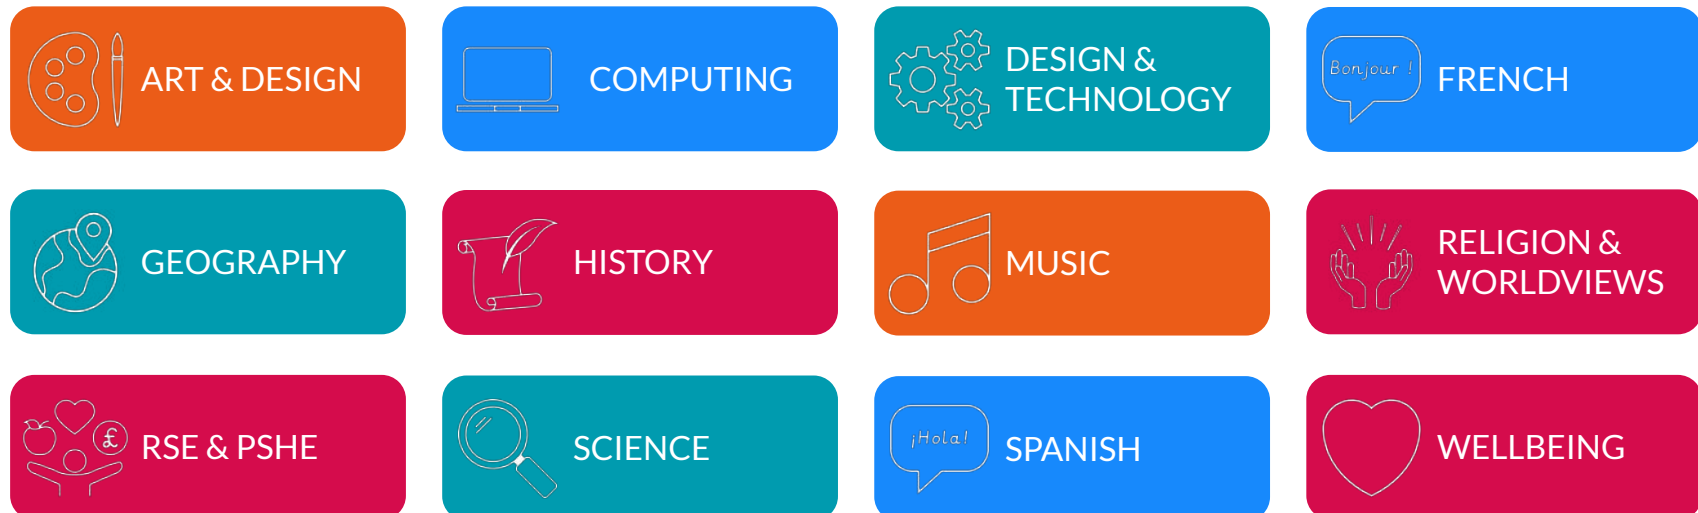 ART & DESIGN
COMPUTING
DESIGN &
TECHNOLOGY
Bonjour !
FRENCH
GEOGRAPHY
HISTORY
MUSIC
RELIGION &
WORLDVIEWS
£
RSE & PSHE
SCIENCE
¡Hola!
SPANISH
WELLBEING